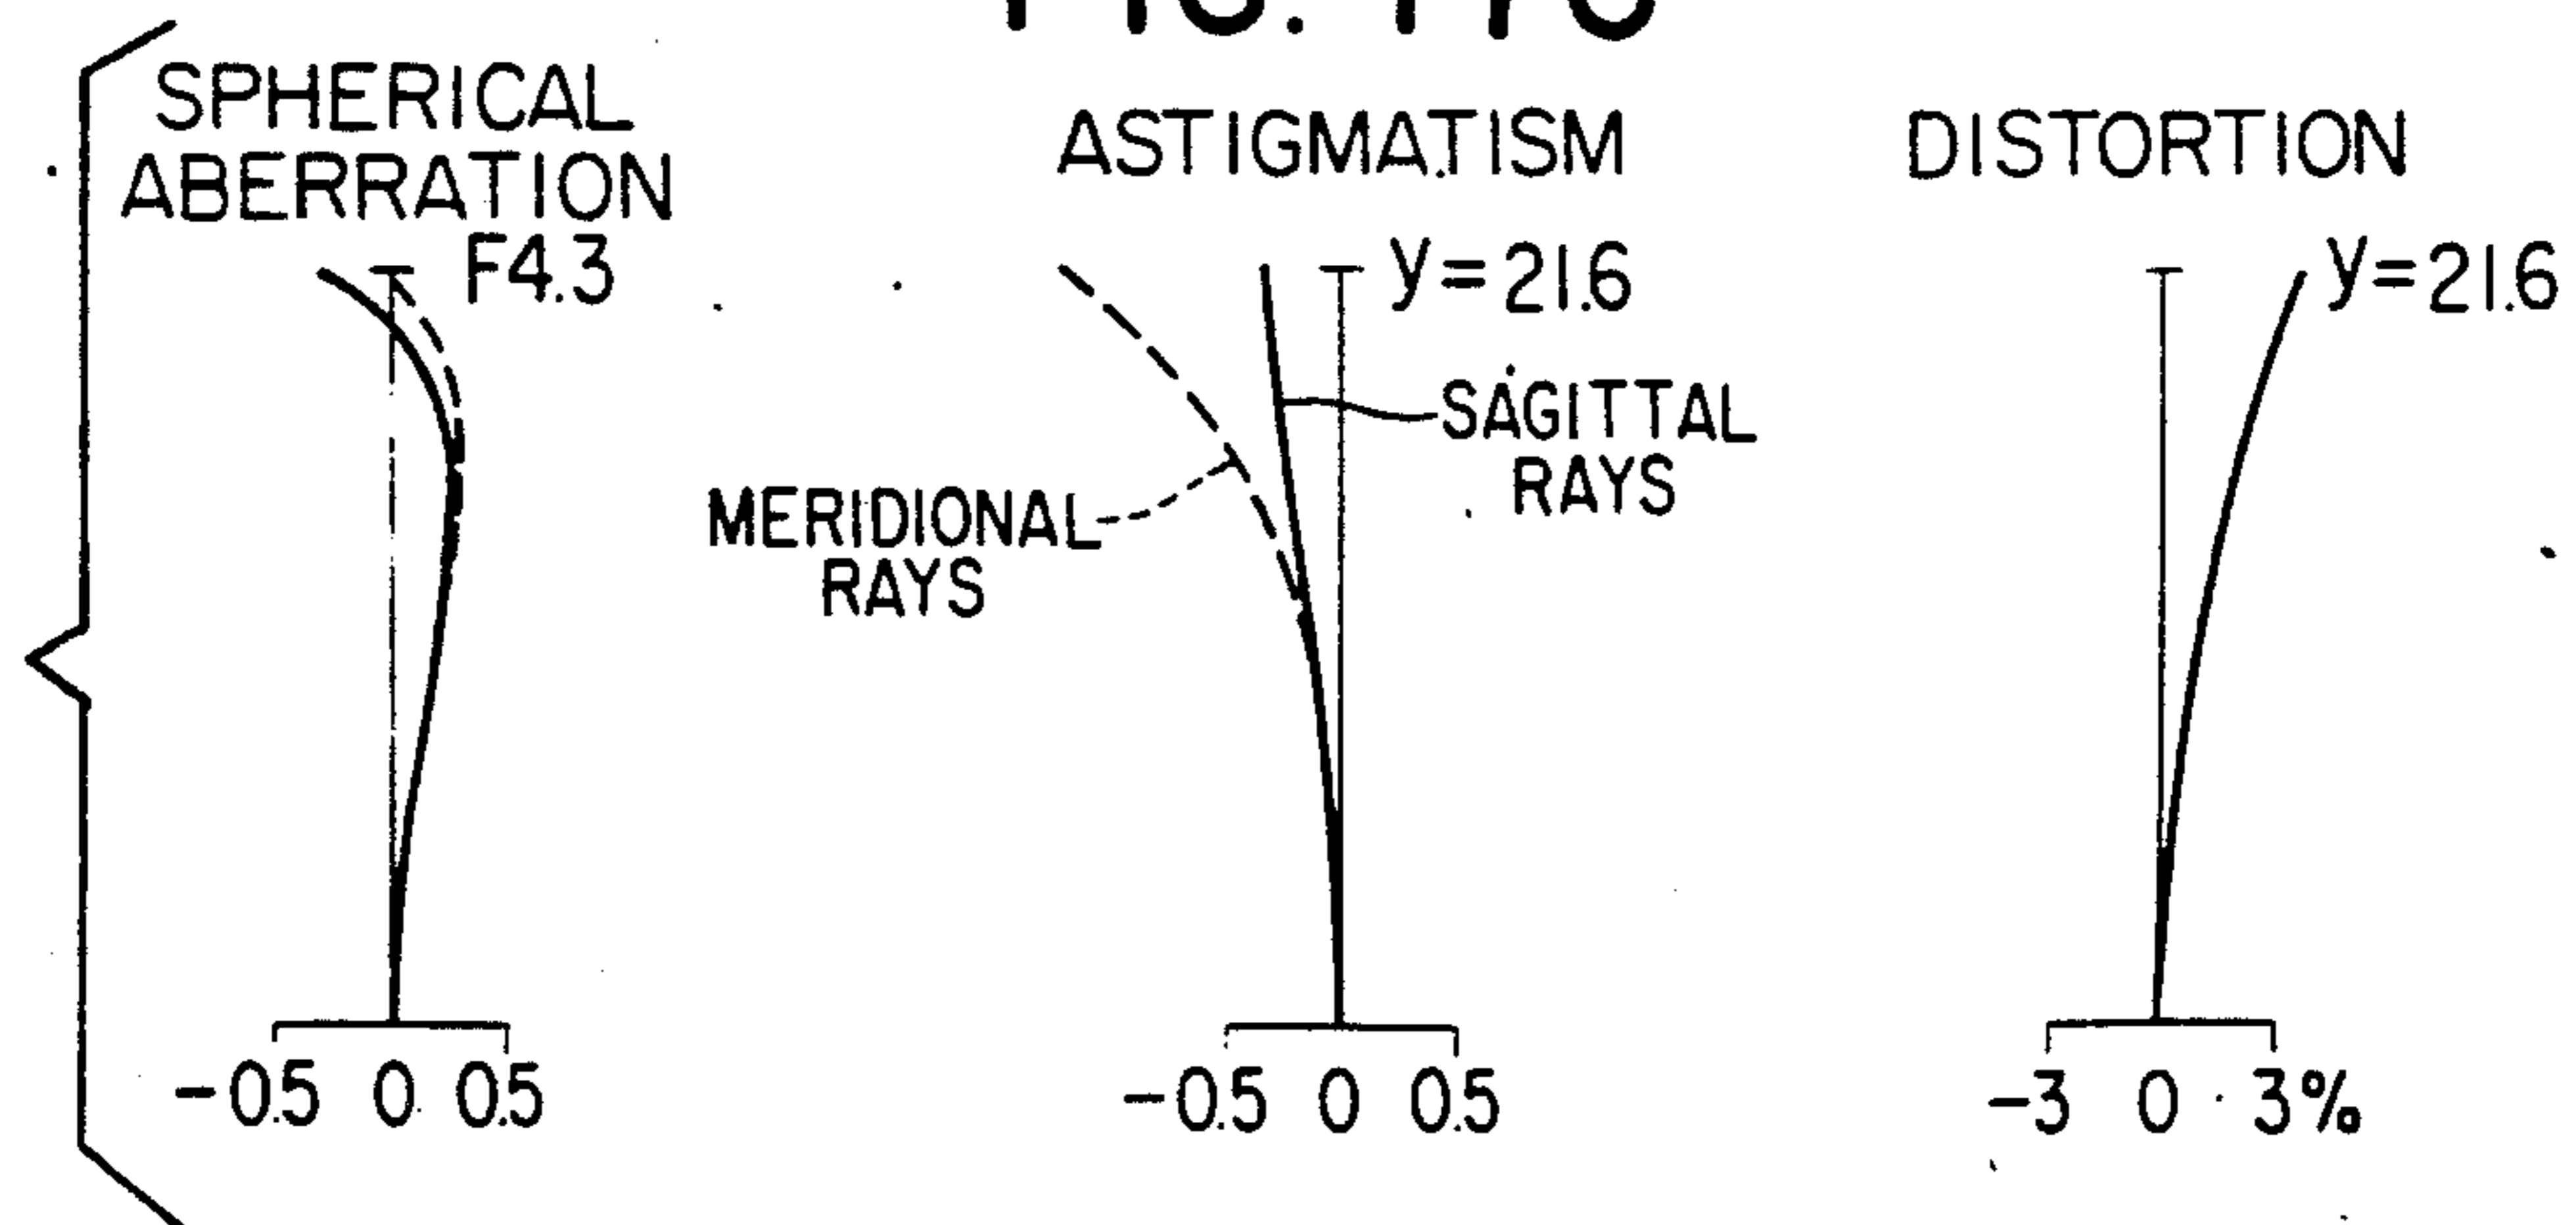 SPHERICAL
ABERRATION
F4.3
ASTIGMATISM
y=21.6
SAGITTAL
RAYS
MERIDIONAL
RAYS
DISTORTION
y=21.6
-0.5 0 0.5
-0.5 0 0.5
-3 0 3%